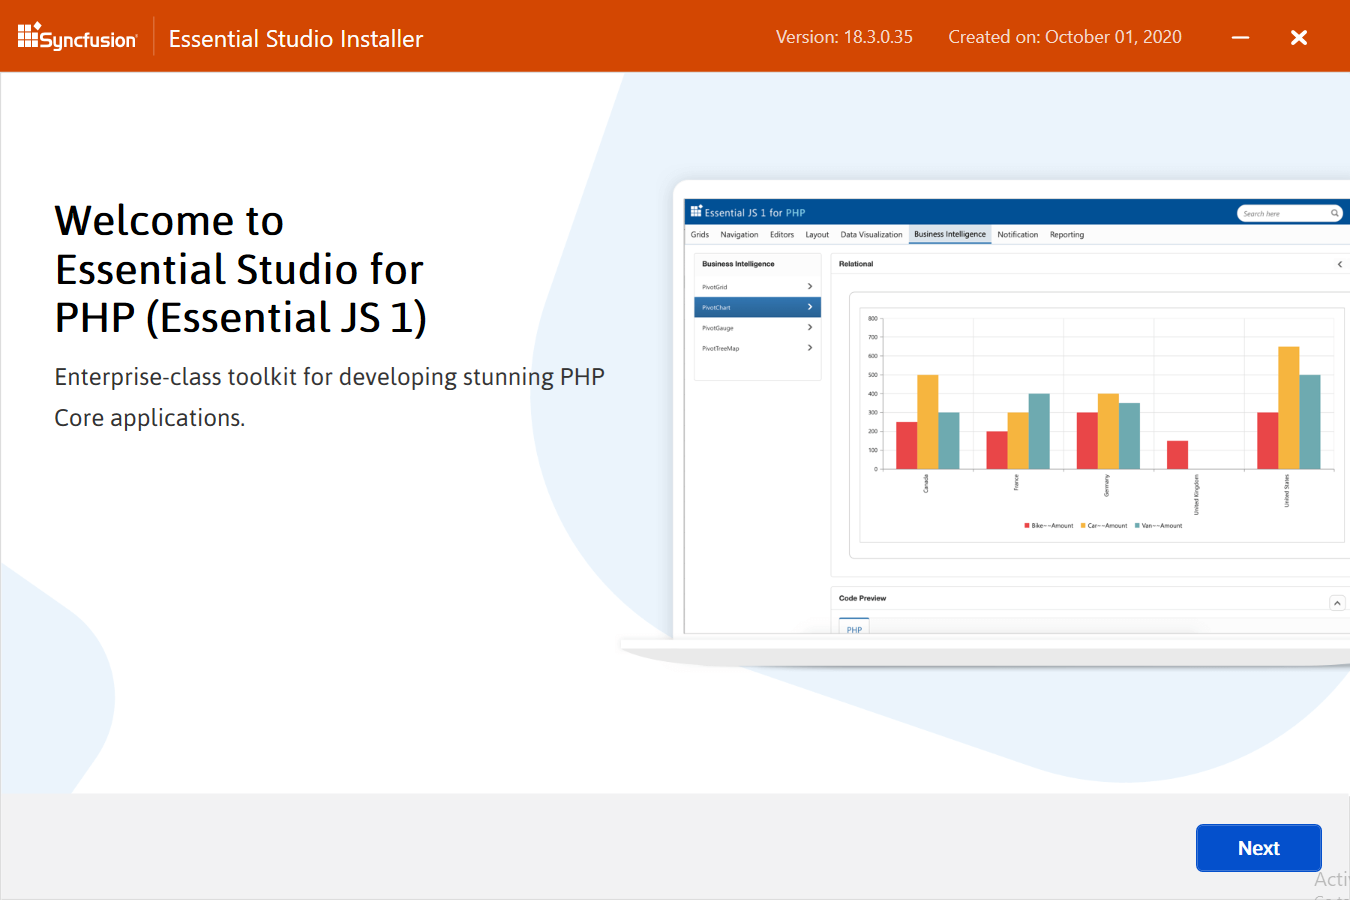 Syncfusion
Essential Studio Installer
Version: 18.3.0.35
Created on: October 01, 2020
Welcome to
Essential Studio for
PHP (Essential JS 1)
Enterprise-class toolkit for developing stunning PHP
Core applications.
Essential JS 1 for PHP
Search here
Grids Navigation Editors Layout Data Visualization Business Intelligence Notification Reporting
Business Intelligence
PivotGrid
PivotChart
PivotGauge
PivotTreeMap
Relational
800
700
600
500
400
300
200
100
0
Canada
France
Germany
United Kingdom
United States
Bike~~Amount Car~~Amount Van~~Amount
Code Preview
PHP
Next
Activ